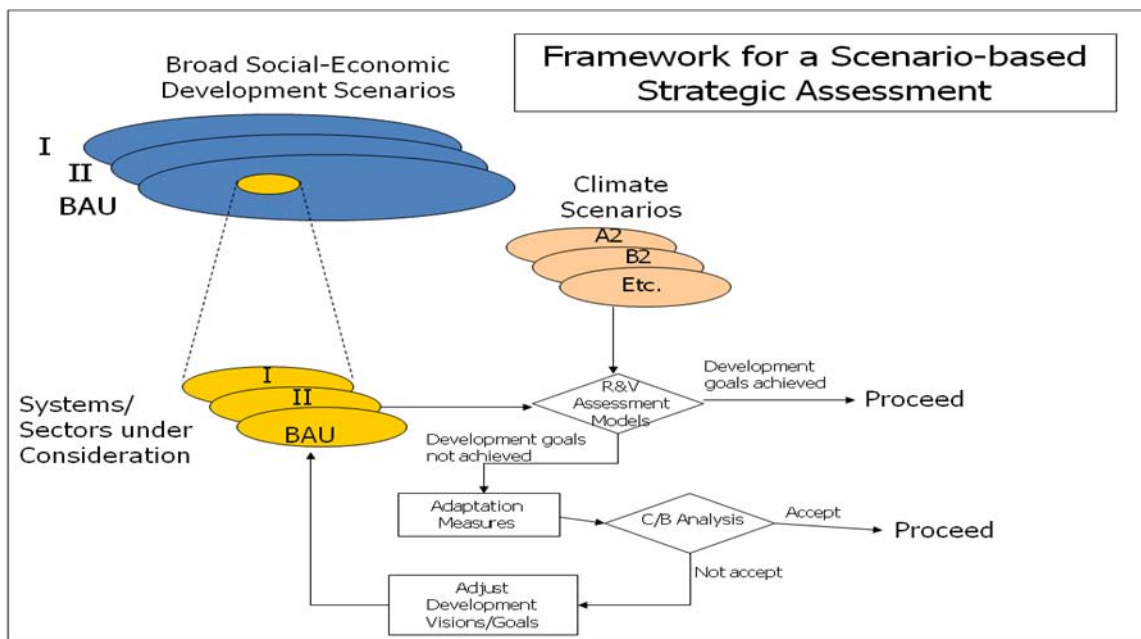 Framework for a Scenario-based
Strategic Assessment
Broad Social-Economic
Development Scenarios
I
II
BAU
Climate
Scenarios
A2
B2
Etc.
Systems/
Sectors under
Consideration
I
II
BAU
R&V
Assessment
Models
Development
goals achieved
Proceed
Development goals
not achieved
Adaptation
Measures
C/B Analysis
Accept
Proceed
Not accept
Adjust
Development
Visions/Goals